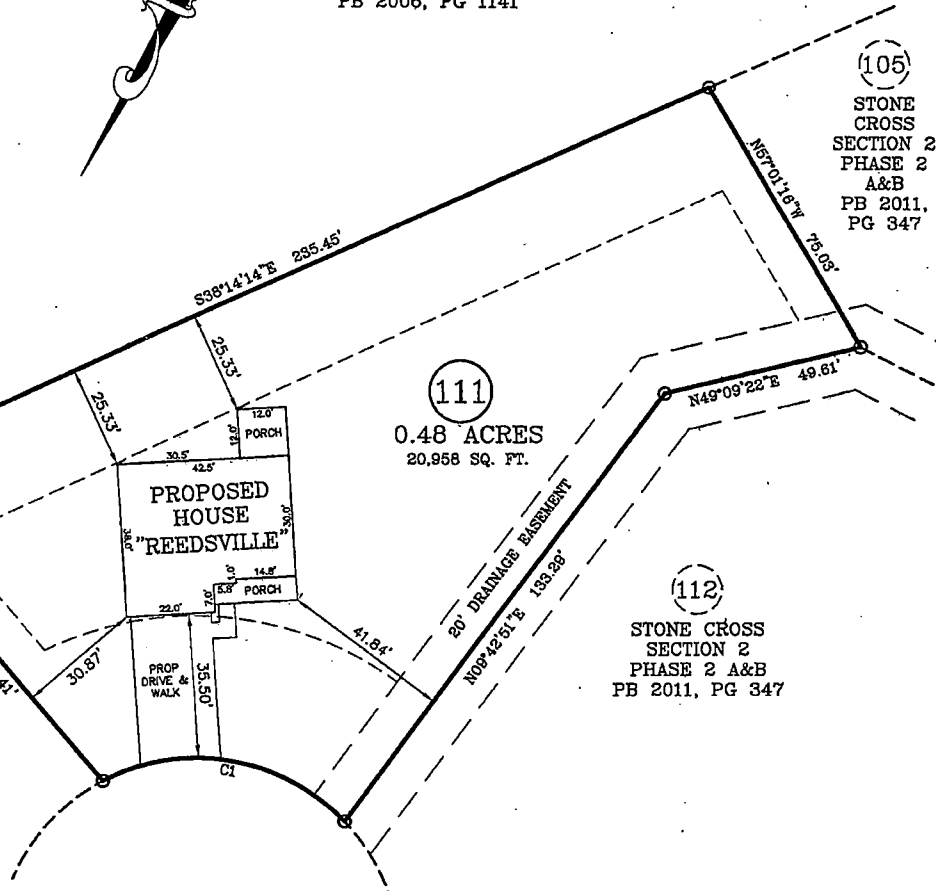 PB 2006, PG 1141
105
STONE
CROSS
SECTION 2
PHASE 2
A&B
PB 2011,
PG 347
N57°01'16"W 75.03'
S38°14'14"E 235.45'
25.33'
25.33'
111
0.48 ACRES
20,958 SQ. FT.
N49°09'22"E 49.61'
12.0'
12.0'
PORCH
30.5'
42.5'
PROPOSED
HOUSE
"REEDSVILLE"
38.0'
30.0'
1.0'
14.8'
5.8'
7.0'
PORCH
22.0'
20' DRAINAGE EASEMENT
N09°42'51"E 133.29'
112
STONE CROSS
SECTION 2
PHASE 2 A&B
PB 2011, PG 347
41.84'
30.87'
PROP
DRIVE &
WALK
35.50'
41'
C1